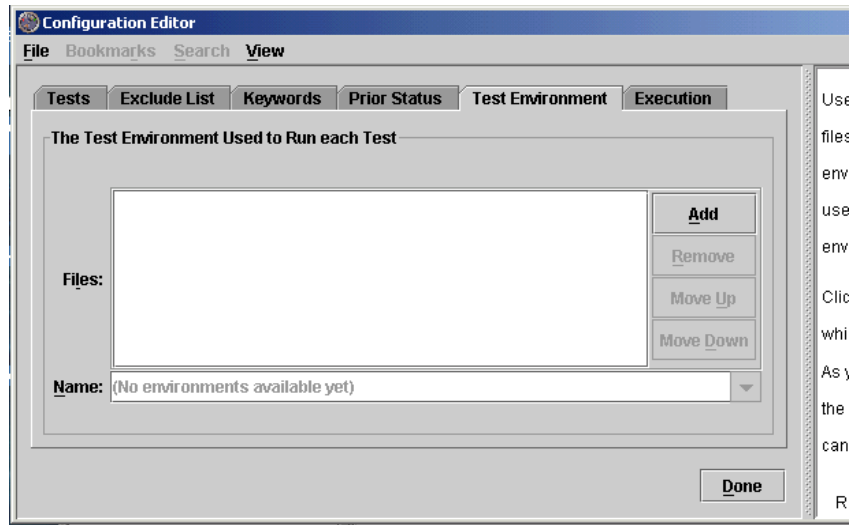 Configuration Editor
File Bookmarks Search View
Tests Exclude List Keywords Prior Status Test Environment Execution
The Test Environment Used to Run each Test
Files:
Add
Remove
Move Up
Move Down
Name: (No environments available yet)
Done
Use
files
env
use
env
Clic
whi
As y
the
can
R